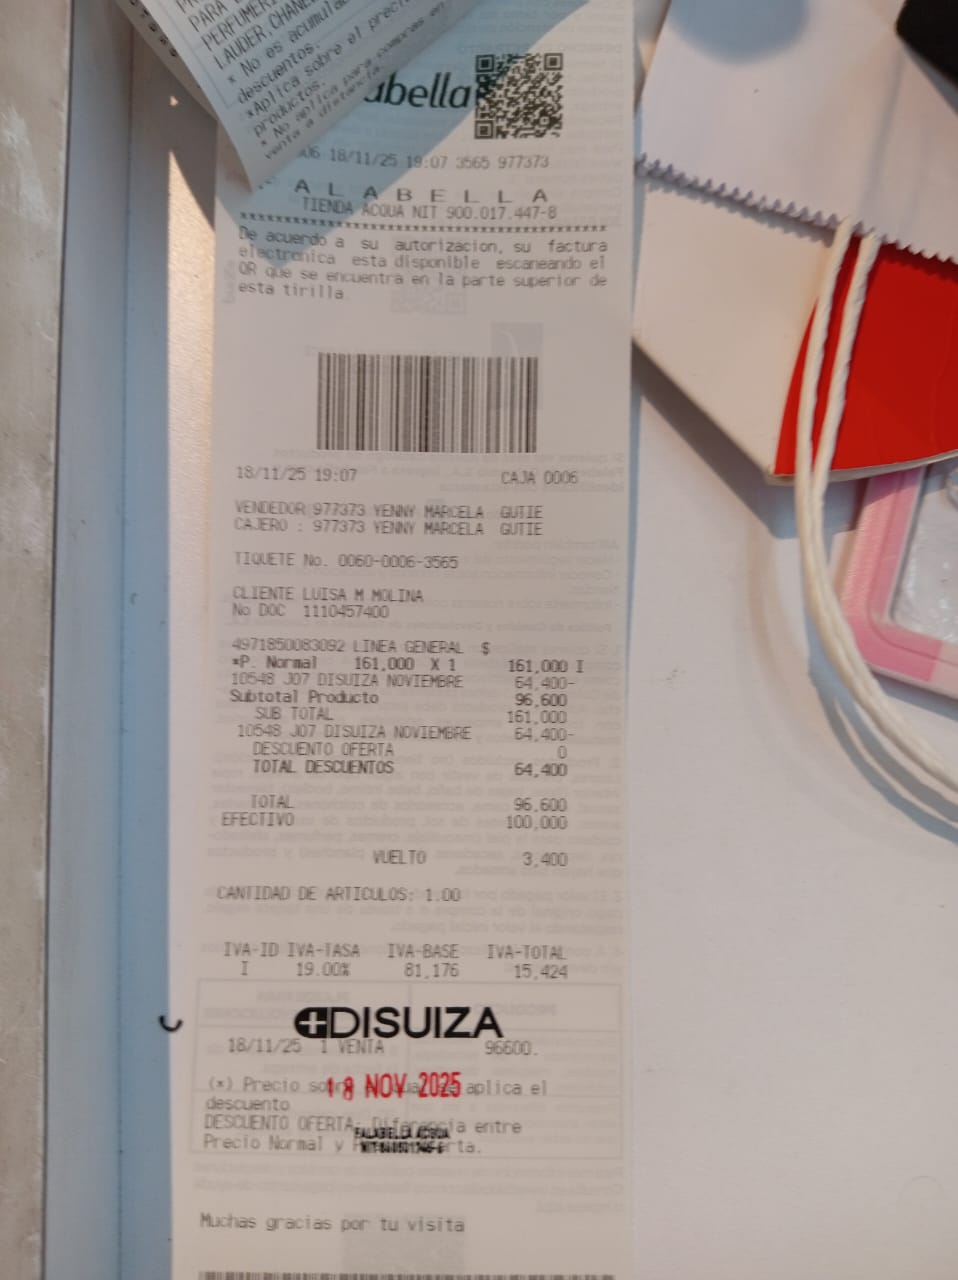 PARA
PERFUMERI
LAUDER,CHANE
* No es acumula
descuentos.
*Aplica sobre el preci
productos.
* No aplica para compras en
venta a distancia
abella
06 18/11/25 19:07 3565 977373
A L A B E L L A
TIENDA ACQUA NIT 900.017.447-8
De acuerdo a su autorizacion, su factura
electronica esta disponible escaneando el
QR que se encuentra en la parte superior de
esta tirilla.
18/11/25 19:07 CAJA 0006
VENDEDOR 977373 YENNY MARCELA GUTIE
CAJERO : 977373 YENNY MARCELA GUTIE
TIQUETE No. 0060-0006-3565
CLIENTE LUISA M MOLINA
No DOC 1110457400
4971850083092 LINEA GENERAL $
*P. Normal 161,000 X 1 161,000 I
10548 J07 DISUIZA NOVIEMBRE 64,400-
Subtotal Producto 96,600
SUB TOTAL 161,000
10548 J07 DISUIZA NOVIEMBRE 64,400-
DESCUENTO OFERTA 0
TOTAL DESCUENTOS 64,400
TOTAL 96,600
EFECTIVO 100,000
VUELTO 3,400
CANTIDAD DE ARTICULOS: 1.00
IVA-ID IVA-TASA IVA-BASE IVA-TOTAL
I 19.00% 81,176 15,424
DISUIZA
18/11/25 1 VENTA 96600.
(*) Precio sobre aplica el
18 NOV 2025
descuento
DESCUENTO OFERTA: Diferencia entre
FALABELLA ACQUA
Precio Normal y
Muchas gracias por tu visita